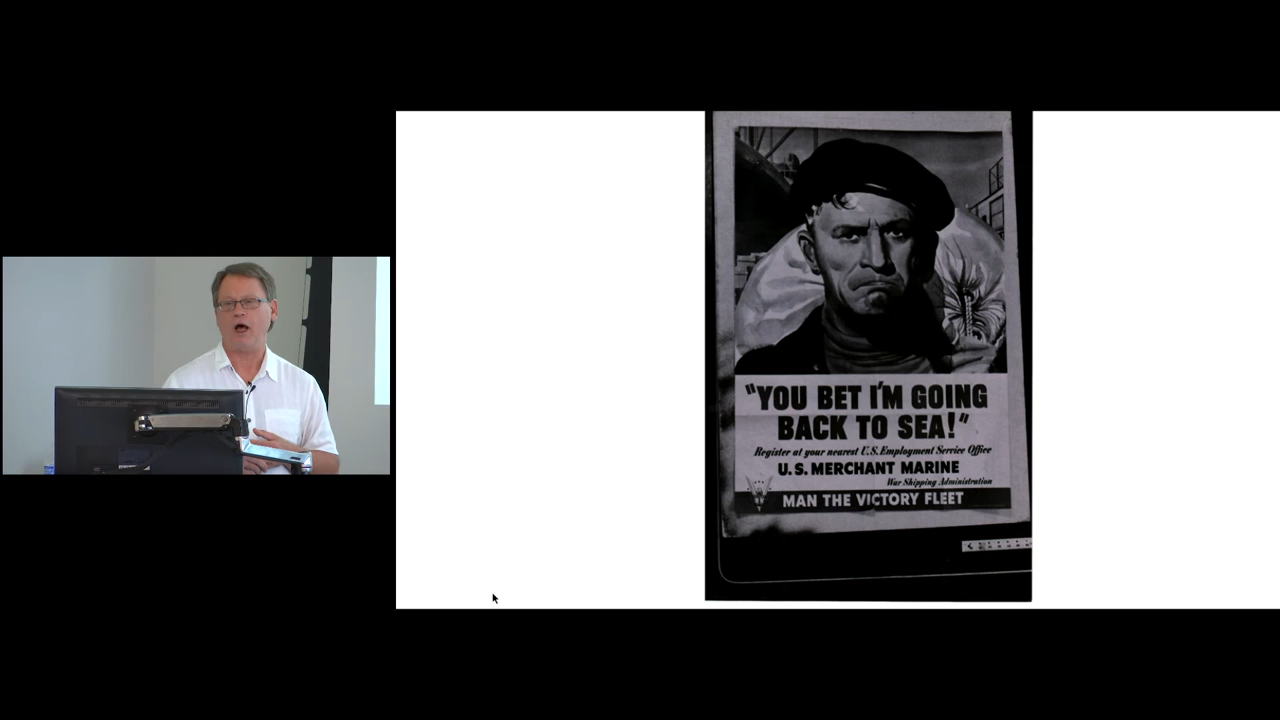 "YOU BET I'M GOING
BACK TO SEA!"
Register at your nearest U.S. Employment Service Office
U.S. MERCHANT MARINE
War Shipping Administration
MAN THE VICTORY FLEET